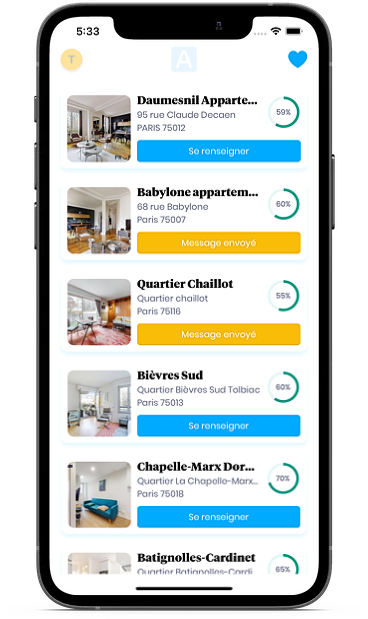 5:33
T
A
Daumesnil Apparte...
95 rue Claude Decaen
PARIS 75012
59%
Se renseigner
Babylone appartem...
68 rue Babylone
Paris 75007
60%
Message envoyé
Quartier Chaillot
Quartier chaillot
Paris 75116
55%
Message envoyé
Bièvres Sud
Quartier Bièvres Sud Tolbiac
Paris 75013
60%
Se renseigner
Chapelle-Marx Dor...
Quartier La Chapelle-Marx...
Paris 75018
70%
Se renseigner
Batignolles-Cardinet
Quartier Batignolles-Cardi...
65%